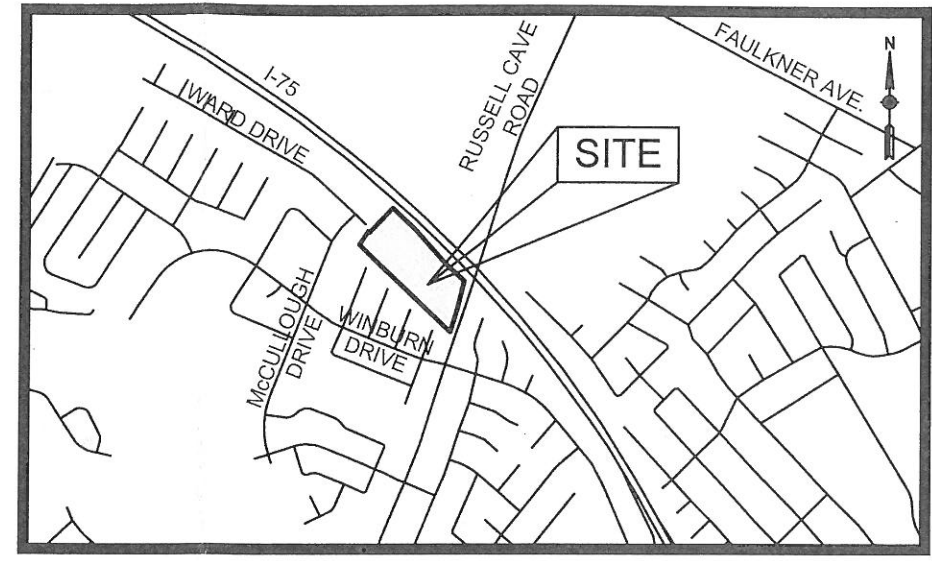 I-75
WARD DRIVE
RUSSELL CAVE
ROAD
FAULKNER AVE.
N
SITE
McCULLOUGH
DRIVE
WINBURN
DRIVE